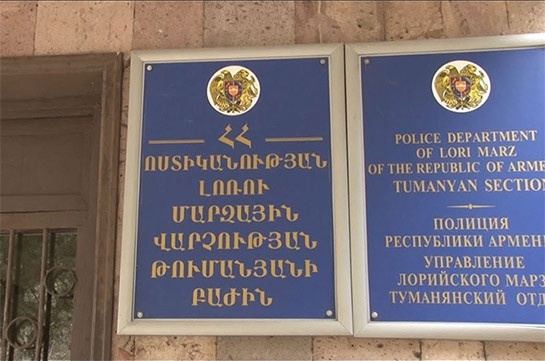 ՀՀ
ՈՍՏԻԿԱՆՈՒԹՅԱՆ
ԼՈՌՈՒ
ՄԱՐԶԱՅԻՆ
ՎԱՐՉՈՒԹՅԱՆ
ԹՈՒՄԱՆՅԱՆԻ
ԲԱԺԻՆ
POLICE DEPARTMENT
OF LORI MARZ
OF THE REPUBLIC OF ARME
TUMANYAN SECTION
ПОЛИЦИЯ
РЕСПУБЛИКИ АРМЕНИ
УПРАВЛЕНИЕ
ЛОРИЙСКОГО МАРЗ
ТУМАНЯНСКИЙ ОТД